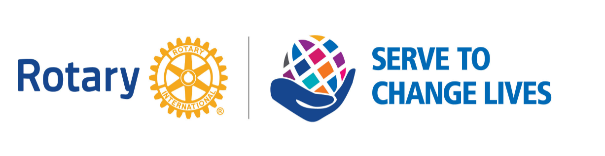 Rotary
ROTARY
INTERNATIONAL
®
SERVE TO
CHANGE LIVES